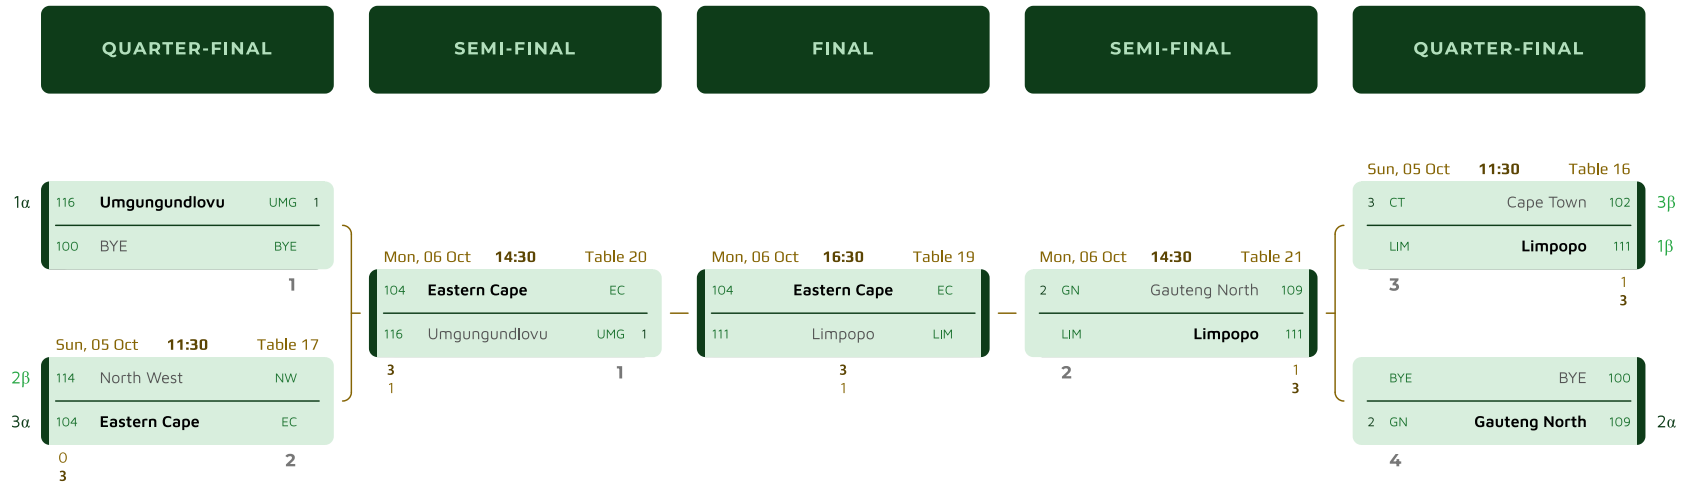 QUARTER-FINAL
SEMI-FINAL
FINAL
SEMI-FINAL
QUARTER-FINAL
1α 116 Umgungundlovu UMG 1
100 BYE BYE
1
Sun, 05 Oct 11:30 Table 17
2β 114 North West NW
3α 104 Eastern Cape EC
0
3
2
Mon, 06 Oct 14:30 Table 20
104 Eastern Cape EC
116 Umgungundlovu UMG 1
3
1
1
Mon, 06 Oct 16:30 Table 19
104 Eastern Cape EC
111 Limpopo LIM
3
1
Mon, 06 Oct 14:30 Table 21
2 GN Gauteng North 109
LIM Limpopo 111
2
1
3
Sun, 05 Oct 11:30 Table 16
3 CT Cape Town 102 3β
LIM Limpopo 111 1β
3
1
3
BYE BYE 100
2 GN Gauteng North 109 2α
4